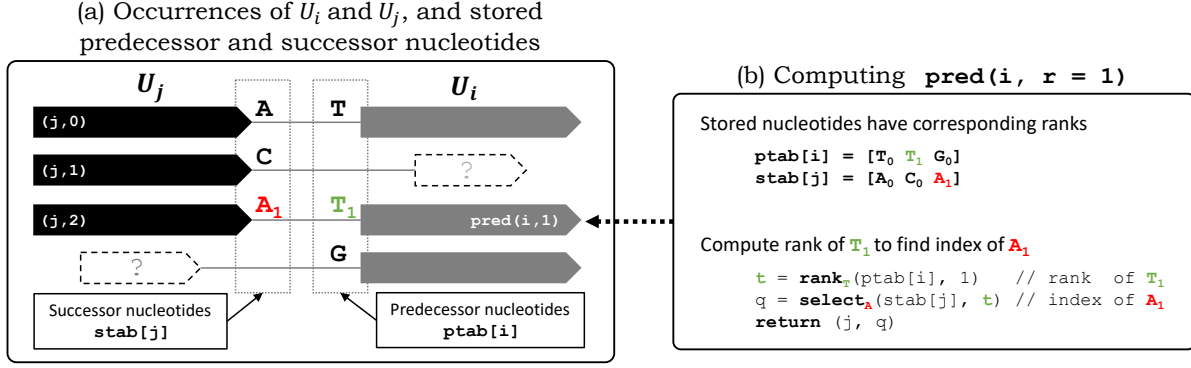 (a) Occurrences of U_i and U_j, and stored
predecessor and successor nucleotides
U_j
U_i
A
T
(j,0)
C
(j,1)
?
A_1
T_1
(j,2)
pred(i,1)
G
?
Successor nucleotides
stab[j]
Predecessor nucleotides
ptab[i]
(b) Computing pred(i, r = 1)
Stored nucleotides have corresponding ranks
ptab[i] = [T_0 T_1 G_0]
stab[j] = [A_0 C_0 A_1]
Compute rank of T_1 to find index of A_1
t = rank_T(ptab[i], 1) // rank of T_1
q = select_A(stab[j], t) // index of A_1
return (j, q)